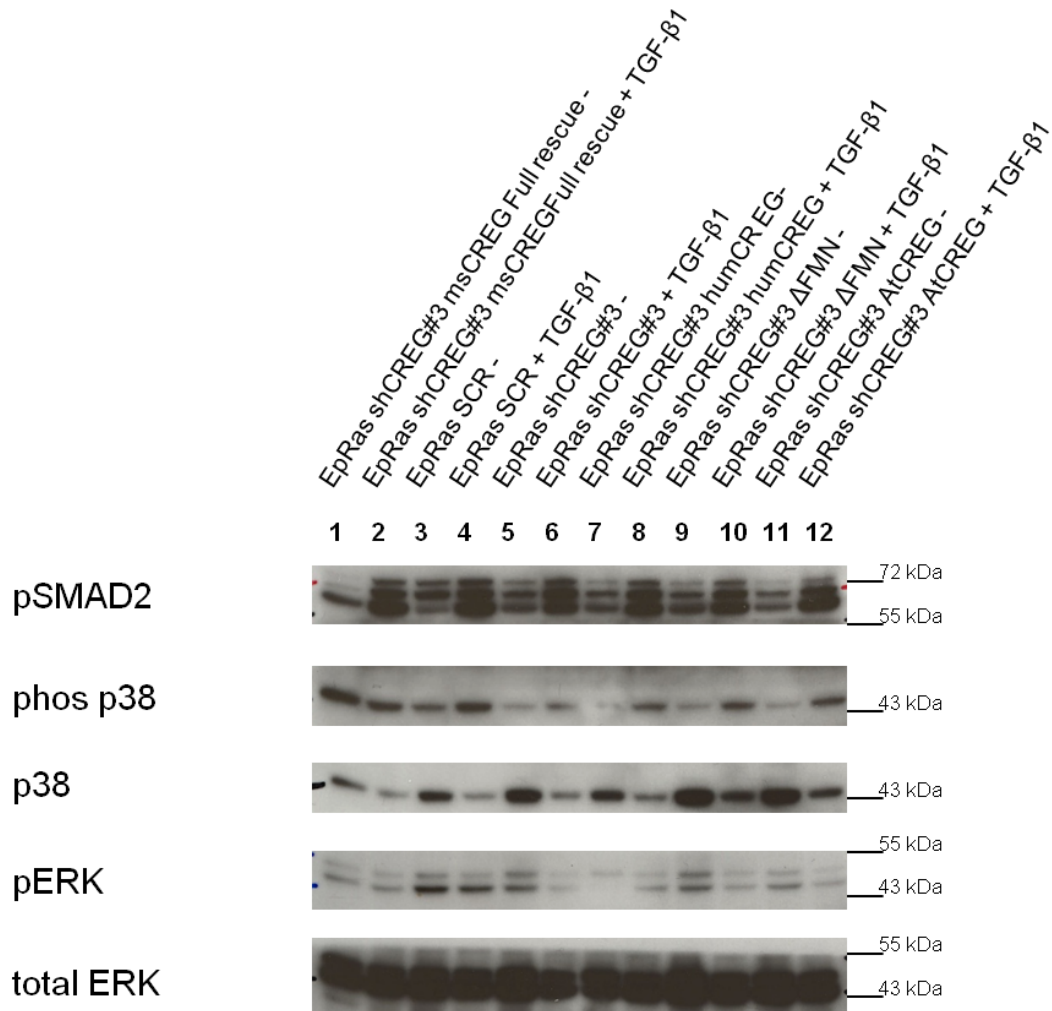 EpRas shCREG#3 msCREG Full rescue -
EpRas shCREG#3 msCREGFull rescue + TGF-β1
EpRas SCR -
EpRas SCR + TGF-β1
EpRas shCREG#3 -
EpRas shCREG#3 + TGF-β1
EpRas shCREG#3 humCR EG-
EpRas shCREG#3 humCREG + TGF-β1
EpRas shCREG#3 ΔFMN -
EpRas shCREG#3 ΔFMN + TGF-β1
EpRas shCREG#3 AtCREG -
EpRas shCREG#3 AtCREG + TGF-β1
1 2 3 4 5 6 7 8 9 10 11 12
72 kDa
pSMAD2
55 kDa
phos p38 43 kDa
p38 43 kDa
55 kDa
pERK 43 kDa
55 kDa
total ERK 43 kDa